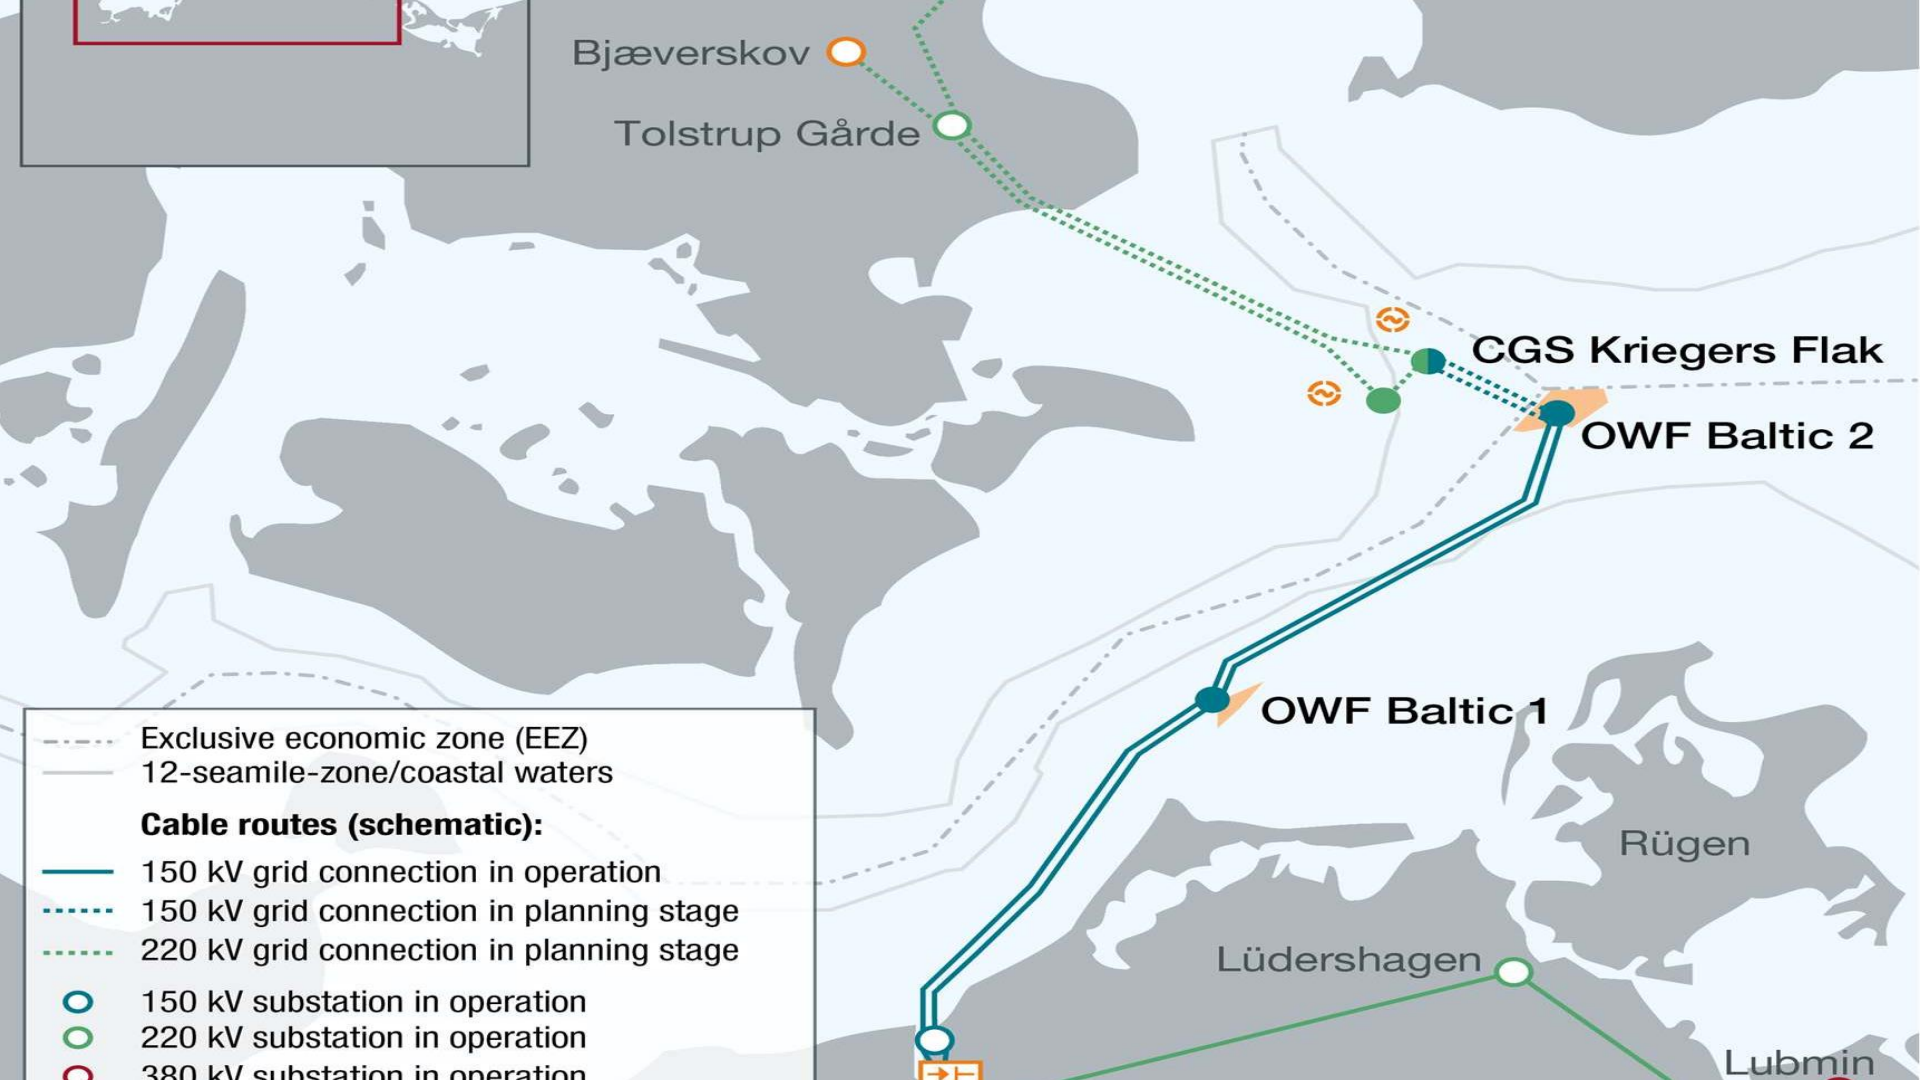 Bjæverskov
Tolstrup Gårde
CGS Kriegers Flak
OWF Baltic 2
OWF Baltic 1
Rügen
Lüdershagen
Lubmin
Exclusive economic zone (EEZ)
12-seamile-zone/coastal waters
Cable routes (schematic):
150 kV grid connection in operation
150 kV grid connection in planning stage
220 kV grid connection in planning stage
150 kV substation in operation
220 kV substation in operation
380 kV substation in operation